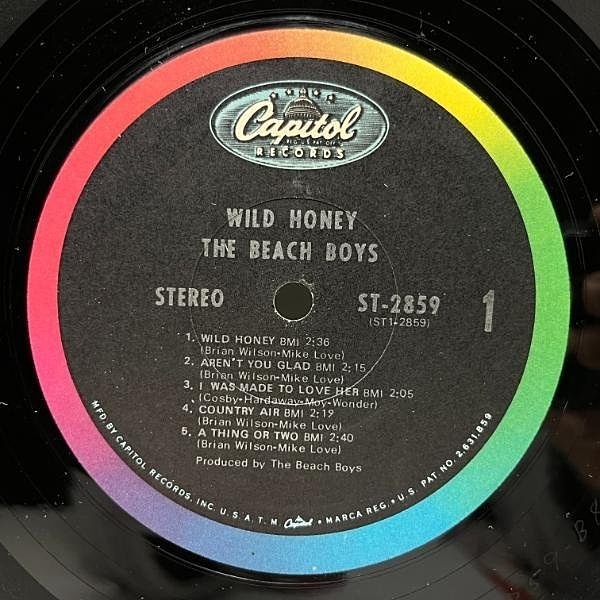 Capitol
REG. U.S. PAT. OFF.
RECORDS
WILD HONEY
THE BEACH BOYS
STEREO
ST-2859
(ST1-2859)
1
1. WILD HONEY BMI 2:36
(Brian Wilson-Mike Love)
2. AREN'T YOU GLAD BMI 2:15
(Brian Wilson-Mike Love)
3. I WAS MADE TO LOVE HER BMI 2:05
(Cosby-Hardaway-Moy-Wonder)
4. COUNTRY AIR BMI 2:19
(Brian Wilson-Mike Love)
5. A THING OR TWO BMI 2:40
(Brian Wilson-Mike Love)
Produced by The Beach Boys
MFD. BY CAPITOL RECORDS, INC. U.S.A. T.M. Capitol • MARCA REG. • U.S. PAT. NO. 2,631,859